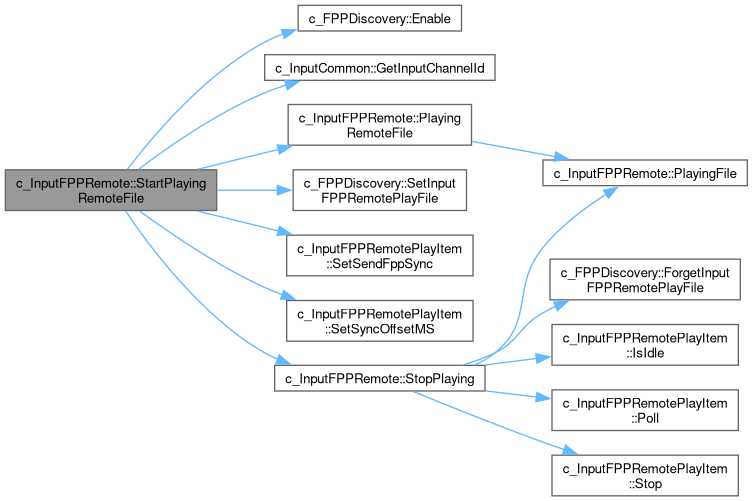 c_FPPDiscovery::Enable
c_InputCommon::GetInputChannelId
c_InputFPPRemote::Playing
RemoteFile
c_InputFPPRemote::PlayingFile
c_InputFPPRemote::StartPlaying
RemoteFile
c_FPPDiscovery::SetInput
FPPRemotePlayFile
c_InputFPPRemotePlayItem
::SetSendFppSync
c_FPPDiscovery::ForgetInput
FPPRemotePlayFile
c_InputFPPRemotePlayItem
::SetSyncOffsetMS
c_InputFPPRemotePlayItem
::IsIdle
c_InputFPPRemote::StopPlaying
c_InputFPPRemotePlayItem
::Poll
c_InputFPPRemotePlayItem
::Stop